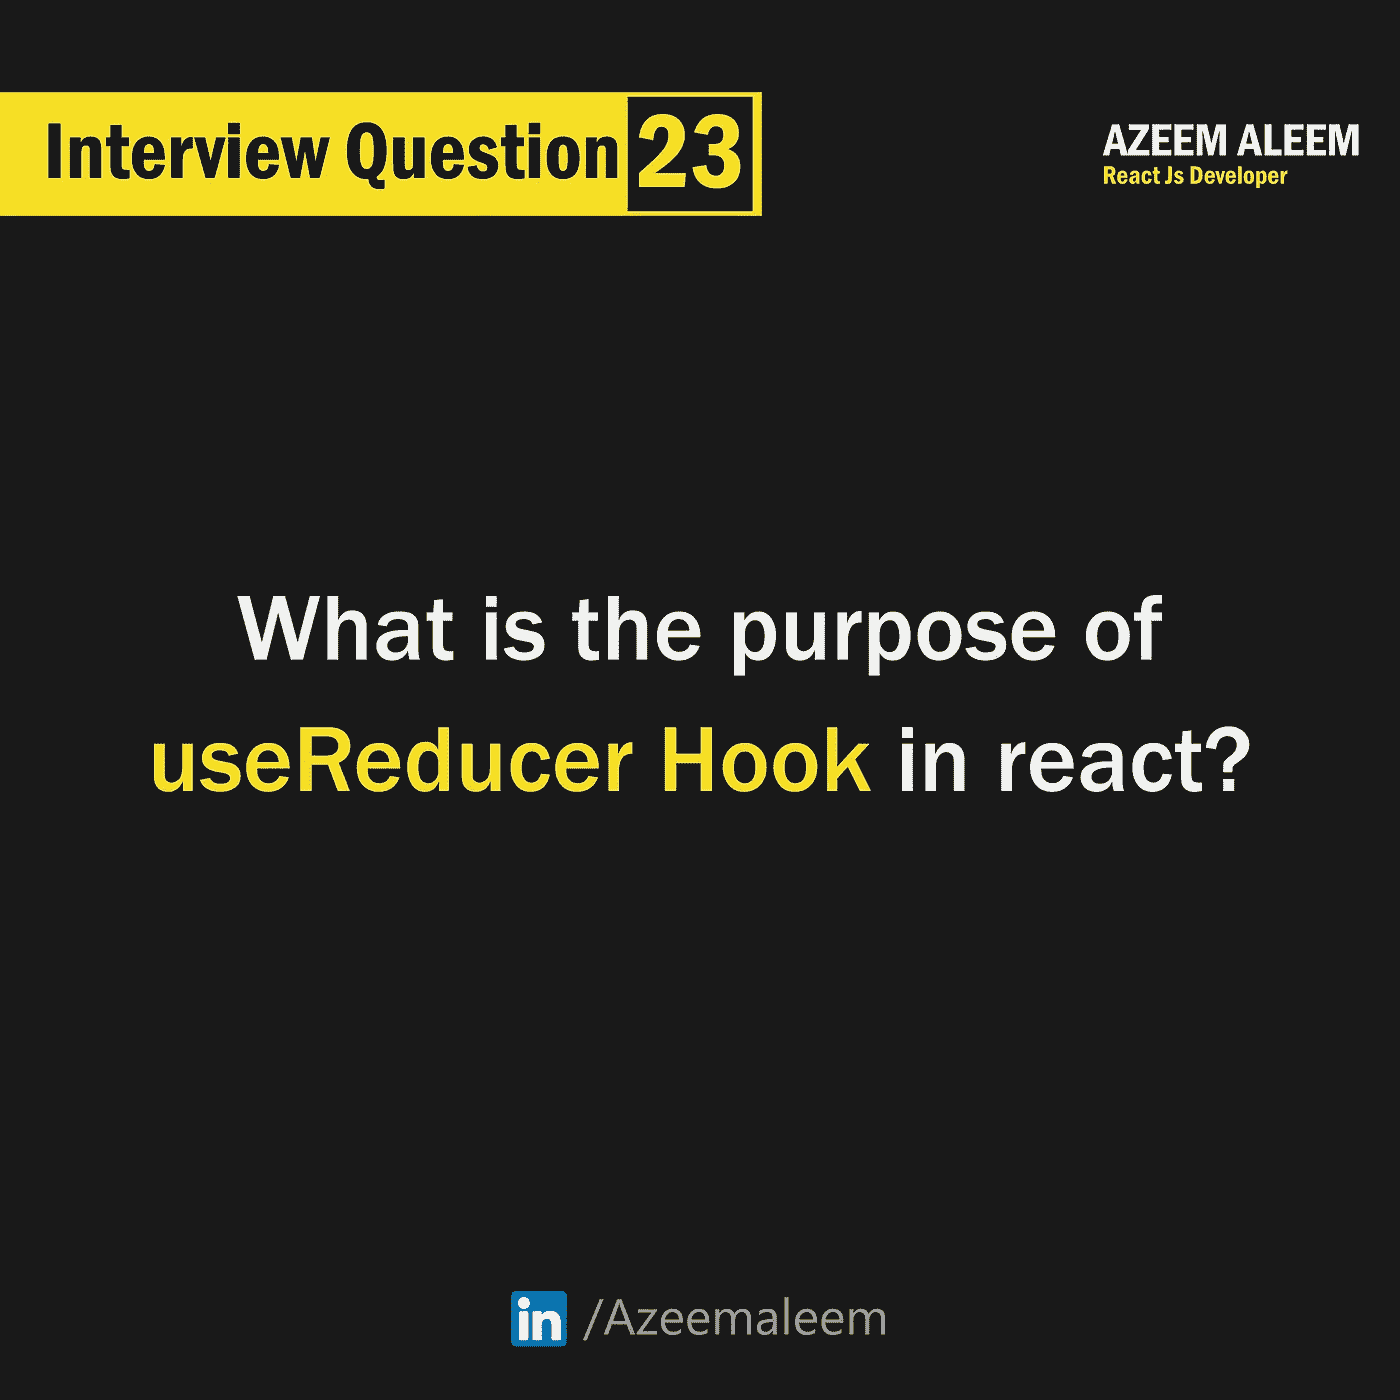 Interview Question 23
AZEEM ALEEM
React Js Developer
What is the purpose of
useReducer Hook in react?
in /Azeemaleem